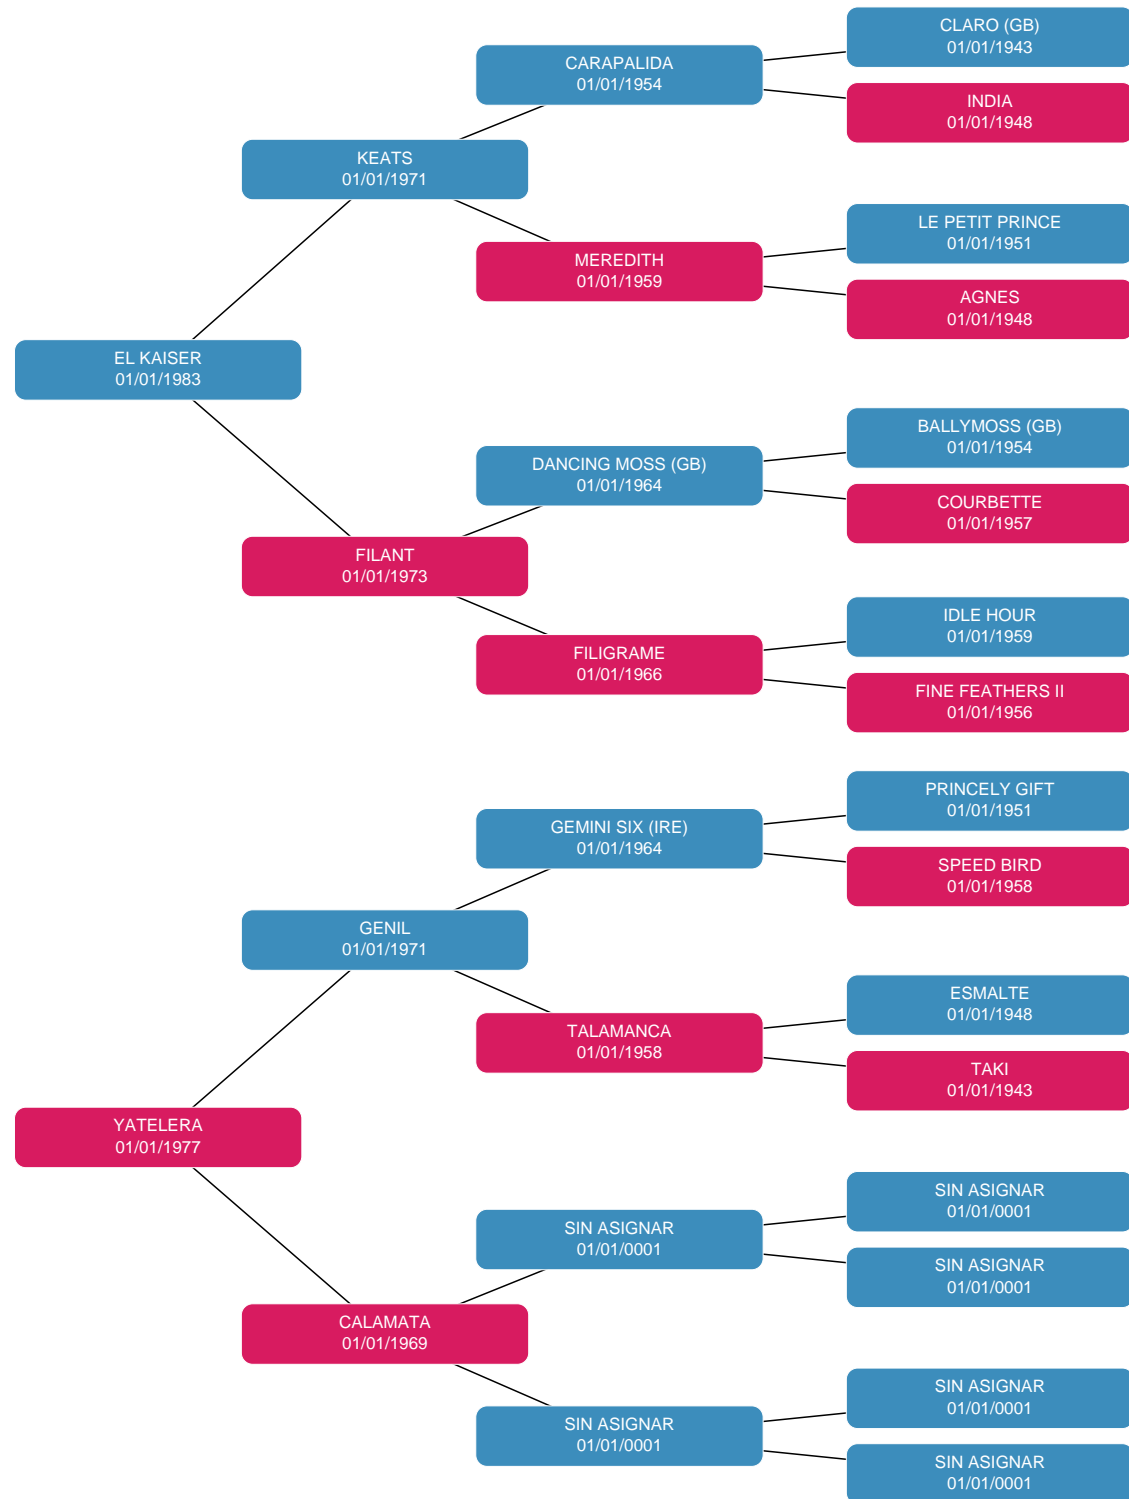 CLARO (GB)
01/01/1943
CARAPALIDA
01/01/1954
INDIA
01/01/1948
KEATS
01/01/1971
LE PETIT PRINCE
01/01/1951
MEREDITH
01/01/1959
AGNES
01/01/1948
EL KAISER
01/01/1983
BALLYMOSS (GB)
01/01/1954
DANCING MOSS (GB)
01/01/1964
COURBETTE
01/01/1957
FILANT
01/01/1973
IDLE HOUR
01/01/1959
FILIGRAME
01/01/1966
FINE FEATHERS II
01/01/1956
PRINCELY GIFT
01/01/1951
GEMINI SIX (IRE)
01/01/1964
SPEED BIRD
01/01/1958
GENIL
01/01/1971
ESMALTE
01/01/1948
TALAMANCA
01/01/1958
TAKI
01/01/1943
YATELERA
01/01/1977
SIN ASIGNAR
01/01/0001
SIN ASIGNAR
01/01/0001
SIN ASIGNAR
01/01/0001
CALAMATA
01/01/1969
SIN ASIGNAR
01/01/0001
SIN ASIGNAR
01/01/0001
SIN ASIGNAR
01/01/0001